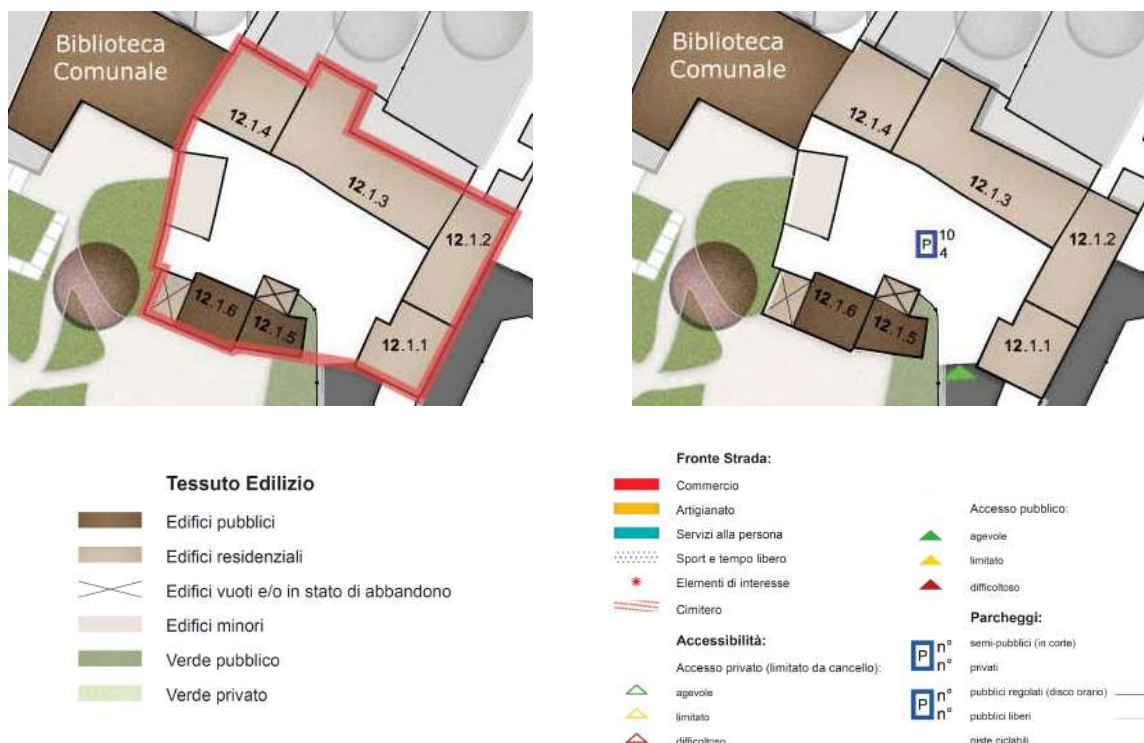 Biblioteca
Comunale
12.1.4
12.1.3
12.1.2
12.1.6
12.1.5
12.1.1
Biblioteca
Comunale
12.1.4
12.1.3
P 10
4
12.1.2
12.1.6
12.1.5
12.1.1
Tessuto Edilizio
Edifici pubblici
Edifici residenziali
Edifici vuoti e/o in stato di abbandono
Edifici minori
Verde pubblico
Verde privato
Fronte Strada:
Commercio
Artigianato
Servizi alla persona
Sport e tempo libero
Elementi di interesse
Cimitero
Accessibilità:
Accesso privato (limitato da cancello):
agevole
limitato
difficoltoso
Accesso pubblico:
agevole
limitato
difficoltoso
Parcheggi:
P n° semi-pubblici (in corte)
n° privati
P n° pubblici regolati (disco orario)
n° pubblici liberi
piste ciclabili